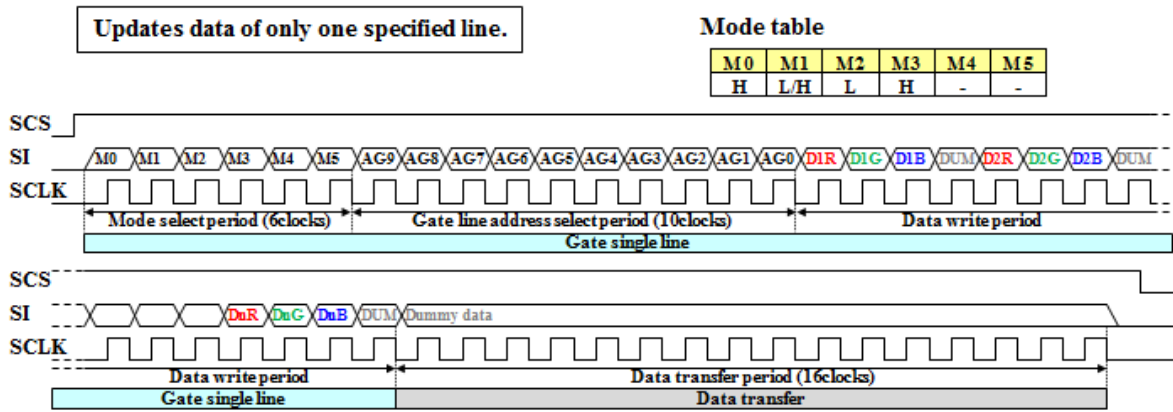 Updates data of only one specified line.
Mode table
M0 M1 M2 M3 M4 M5
H L/H L H - -
SCS
SI M0 M1 M2 M3 M4 M5 AG9 AG8 AG7 AG6 AG5 AG4 AG3 AG2 AG1 AG0 D1R D1G D1B DUM D2R D2G D2B DUM
SCLK
Mode select period (6clocks) Gate line address select period (10clocks) Data write period
Gate single line
SCS
SI DnR DnG DnB DUM Dummy data
SCLK
Data write period Data transfer period (16clocks)
Gate single line Data transfer